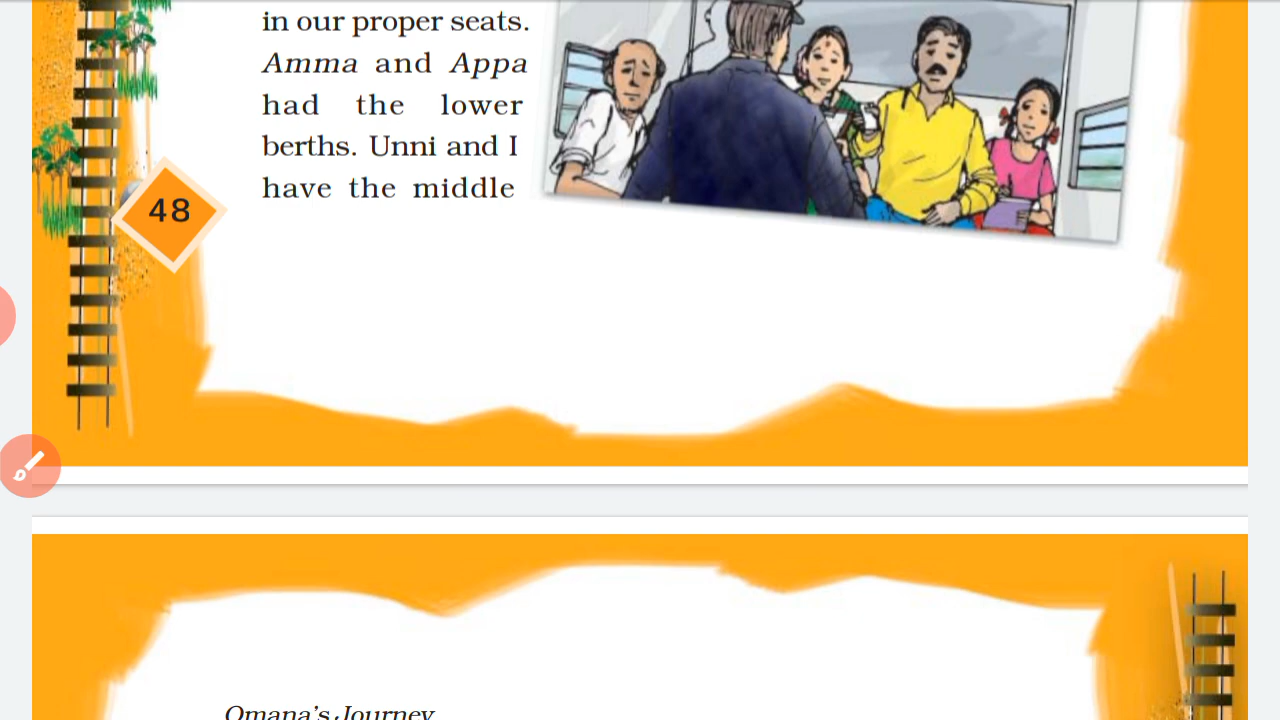 in our proper seats.
Amma and Appa
had the lower
berths. Unni and I
have the middle
48
Omana's Journey